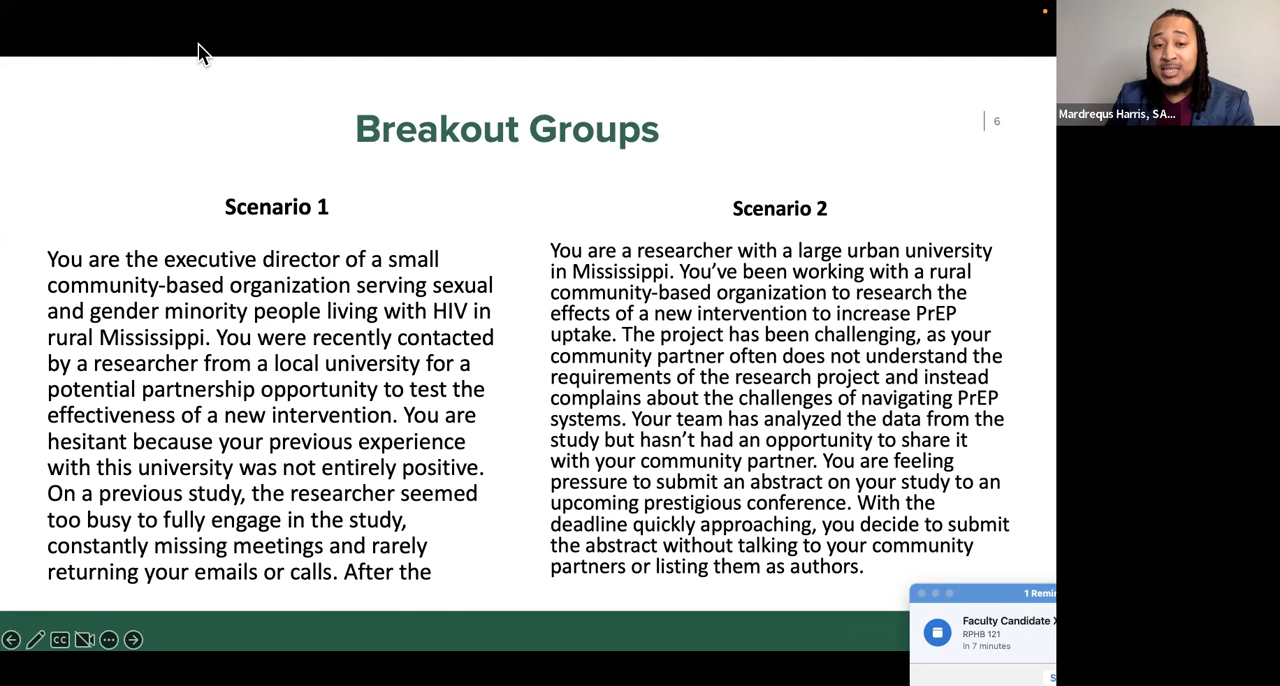 Breakout Groups
6
Scenario 1
You are the executive director of a small
community-based organization serving sexual
and gender minority people living with HIV in
rural Mississippi. You were recently contacted
by a researcher from a local university for a
potential partnership opportunity to test the
effectiveness of a new intervention. You are
hesitant because your previous experience
with this university was not entirely positive.
On a previous study, the researcher seemed
too busy to fully engage in the study,
constantly missing meetings and rarely
returning your emails or calls. After the
Scenario 2
You are a researcher with a large urban university
in Mississippi. You’ve been working with a rural
community-based organization to research the
effects of a new intervention to increase PrEP
uptake. The project has been challenging, as your
community partner often does not understand the
requirements of the research project and instead
complains about the challenges of navigating PrEP
systems. Your team has analyzed the data from the
study but hasn’t had an opportunity to share it
with your community partner. You are feeling
pressure to submit an abstract on your study to an
upcoming prestigious conference. With the
deadline quickly approaching, you decide to submit
the abstract without talking to your community
partners or listing them as authors.
Mardrequs Harris, SA...
CC
1 Remin
Faculty Candidate
RPHB 121
In 7 minutes